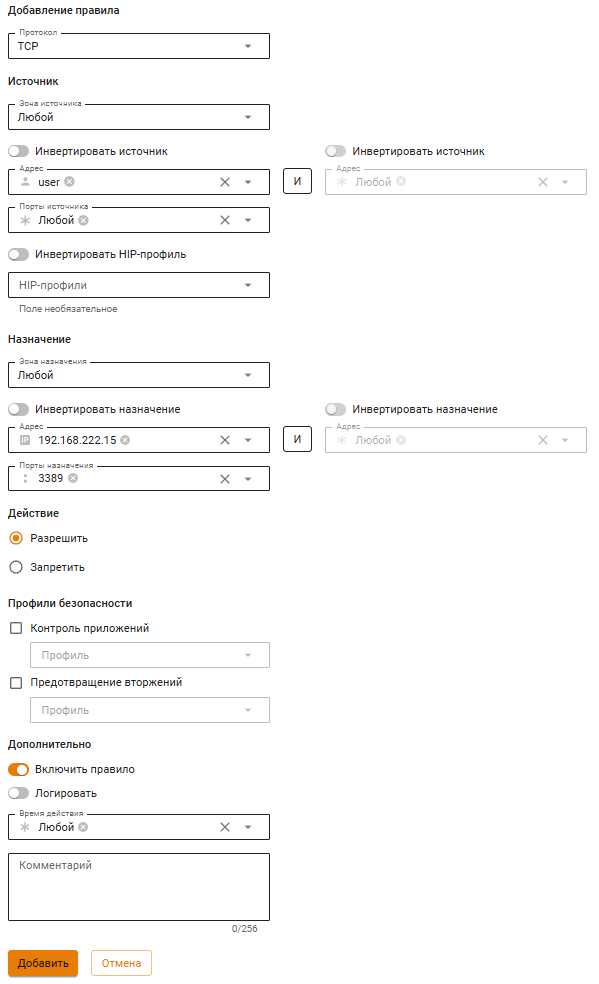 Добавление правила
Протокол
TCP
Источник
Зона источника
Любой
Инвертировать источник
Инвертировать источник
Адрес
user
И
Адрес
Любой
Порты источника
Любой
Инвертировать HIP-профиль
HIP-профили
Поле необязательное
Назначение
Зона назначения
Любой
Инвертировать назначение
Инвертировать назначение
Адрес
IP 192.168.222.15
И
Адрес
Любой
Порты назначения
3389
Действие
Разрешить
Запретить
Профили безопасности
Контроль приложений
Профиль
Предотвращение вторжений
Профиль
Дополнительно
Включить правило
Логировать
Время действия
Любой
Комментарий
0/256
Добавить
Отмена